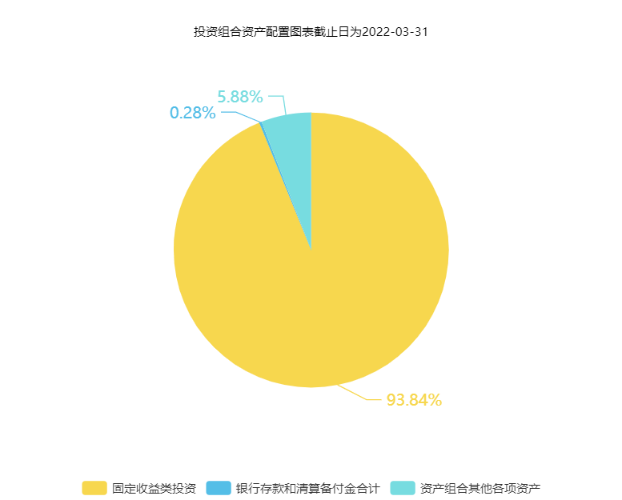 投资组合资产配置图表截止日为2022-03-31
5.88%
0.28%
93.84%
固定收益类投资 银行存款和清算备付金合计 资产组合其他各项资产